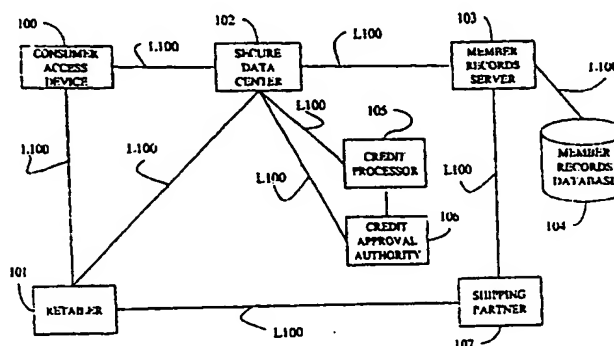 100
102
103
L100
L100
CONSUMER
ACCESS
DEVICE
SECURE
DATA
CENTER
MEMBER
RECORDS
SERVER
L100
L100
105
CREDIT
PROCESSOR
MEMBER
RECORDS
DATABASE
L100
L100
L100
L100
106
104
CREDIT
APPROVAL
AUTHORITY
101
RETAILER
SHIPPING
PARTNER
L100
107